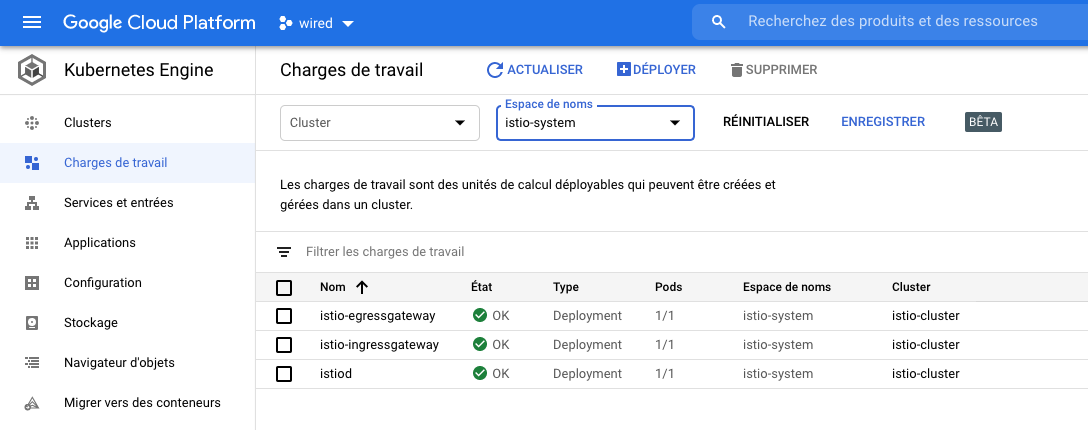 Google Cloud Platform
wired
Recherchez des produits et des ressources
Kubernetes Engine
Charges de travail
ACTUALISER
DÉPLOYER
SUPPRIMER
Clusters
Charges de travail
Services et entrées
Applications
Configuration
Stockage
Navigateur d'objets
Migrer vers des conteneurs
Cluster
Espace de noms
istio-system
RÉINITIALISER
ENREGISTRER
BÊTA
Les charges de travail sont des unités de calcul déployables qui peuvent être créées et
gérées dans un cluster.
Filtrer les charges de travail
Nom État Type Pods Espace de noms Cluster
istio-egressgateway OK Deployment 1/1 istio-system istio-cluster
istio-ingressgateway OK Deployment 1/1 istio-system istio-cluster
istiod OK Deployment 1/1 istio-system istio-cluster